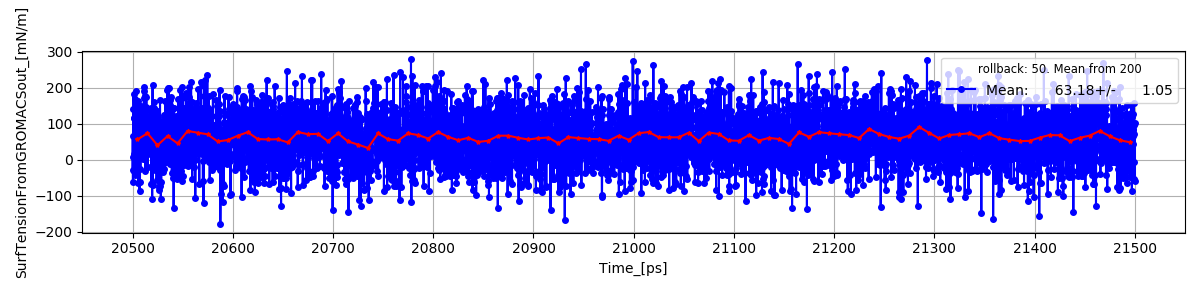 SurfTensionFromGROMACSout_[mN/m]
300
200
100
0
−100
−200
rollback: 50 Mean from 200
Mean: 63.18+/- 1.05
20500 20600 20700 20800 20900 21000 21100 21200 21300 21400 21500
Time_[ps]